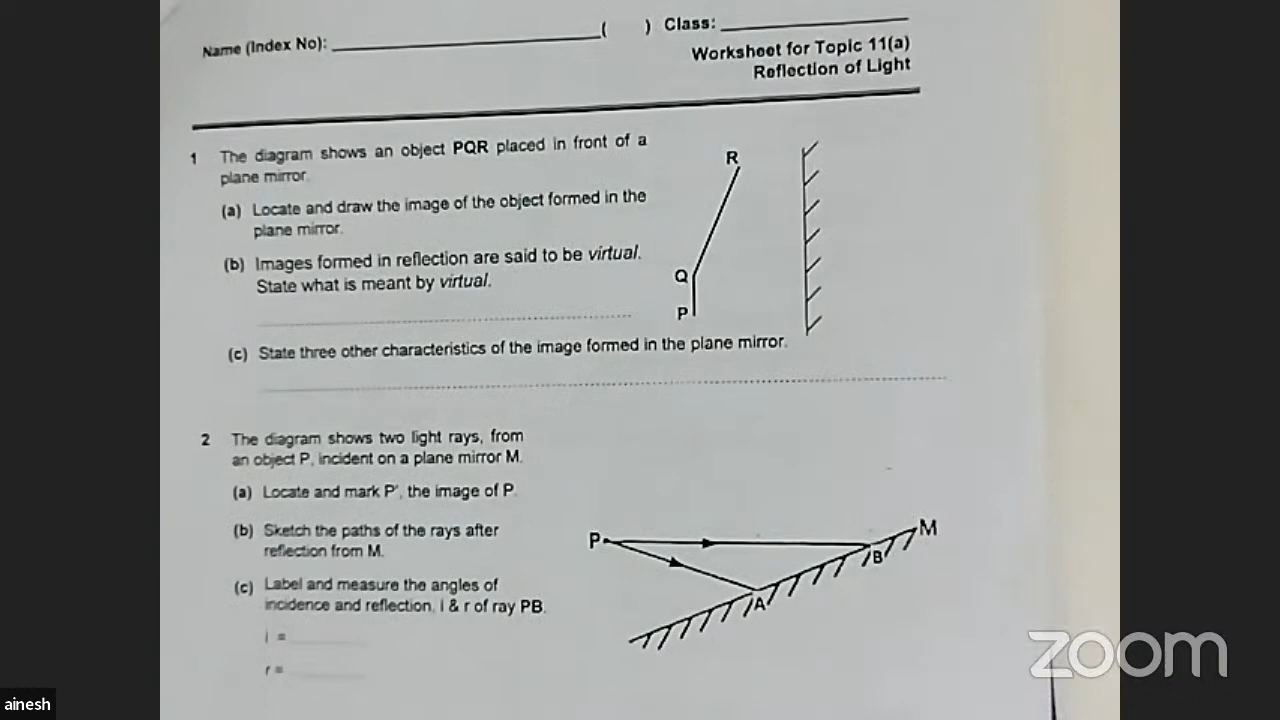 Name (Index No): ____________________ ( ) Class: ____________________
Worksheet for Topic 11(a)
Reflection of Light
1 The diagram shows an object PQR placed in front of a
plane mirror.
(a) Locate and draw the image of the object formed in the
plane mirror.
(b) Images formed in reflection are said to be virtual.
State what is meant by virtual.
(c) State three other characteristics of the image formed in the plane mirror.
R
Q
P
2 The diagram shows two light rays, from
an object P, incident on a plane mirror M.
(a) Locate and mark P', the image of P.
(b) Sketch the paths of the rays after
reflection from M.
(c) Label and measure the angles of
incidence and reflection, i & r of ray PB.
i = ________
r = ________
P
M
B
A
zoom
ainesh